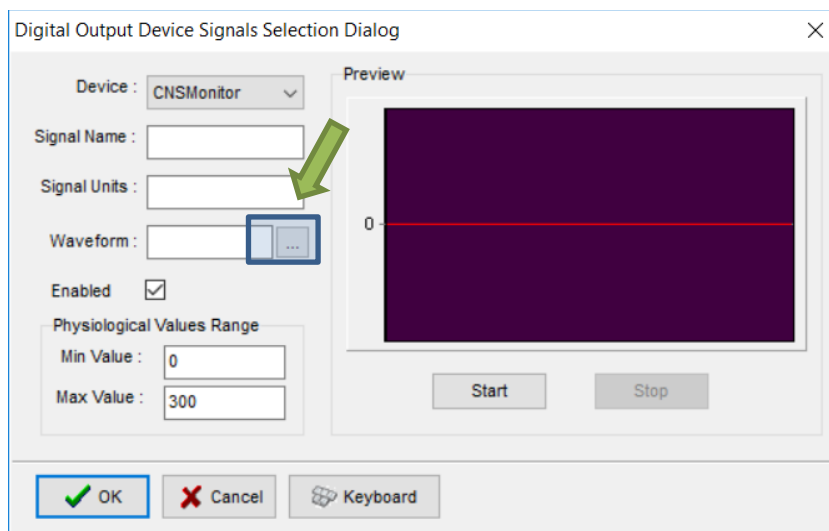 Digital Output Device Signals Selection Dialog
Device :
CNSMonitor
Signal Name :
Signal Units :
Waveform :
...
Enabled
Physiological Values Range
Min Value :
0
Max Value :
300
Preview
0
Start
Stop
OK
Cancel
Keyboard